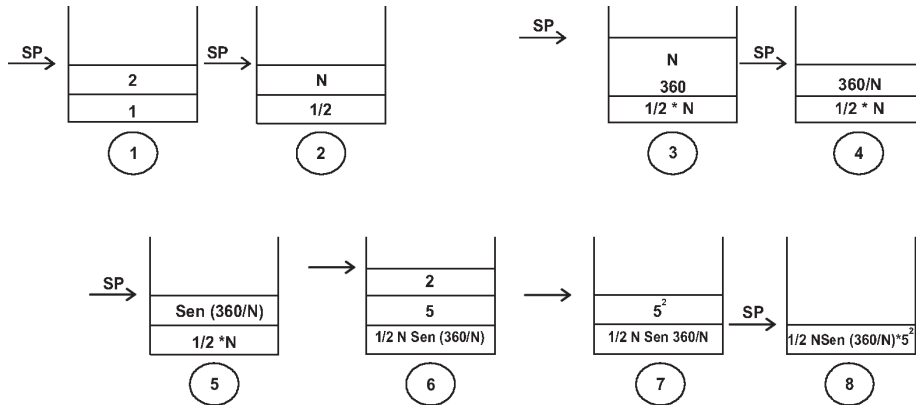 SP
2
1
1
SP
N
1/2
2
SP
N
360
1/2 * N
3
SP
360/N
1/2 * N
4
SP
Sen (360/N)
1/2 *N
5
2
5
1/2 N Sen (360/N)
6
5²
1/2 N Sen 360/N
7
SP
1/2 NSen (360/N)*5²
8